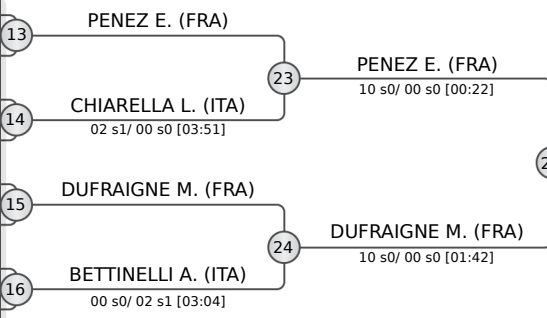 PENEZ E. (FRA)
13
23
PENEZ E. (FRA)
10 s0/ 00 s0 [00:22]
CHIARELLA L. (ITA)
14
02 s1/ 00 s0 [03:51]
DUFRAIGNE M. (FRA)
15
24
DUFRAIGNE M. (FRA)
10 s0/ 00 s0 [01:42]
BETTINELLI A. (ITA)
16
00 s0/ 02 s1 [03:04]